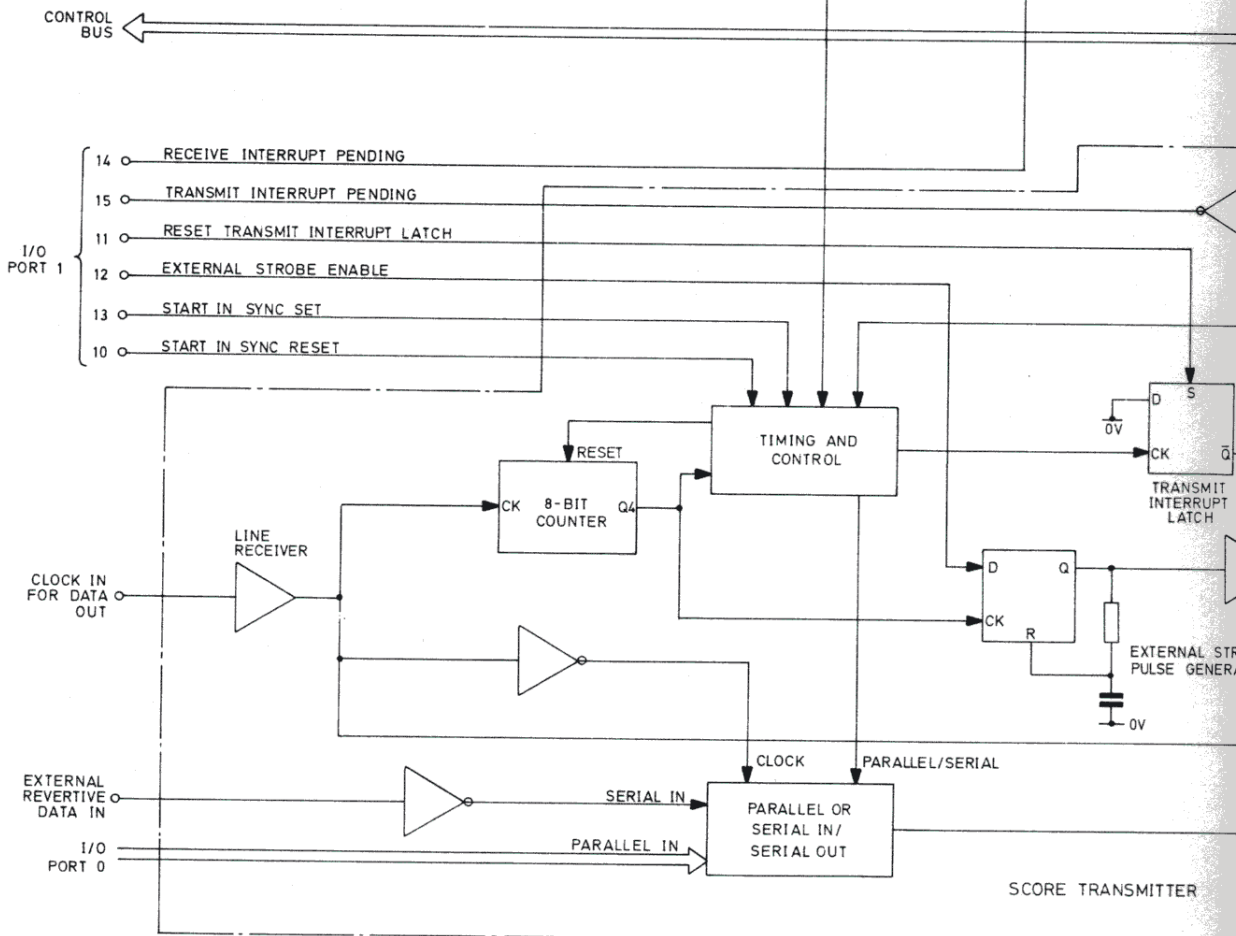 CONTROL
BUS
14 RECEIVE INTERRUPT PENDING
15 TRANSMIT INTERRUPT PENDING
11 RESET TRANSMIT INTERRUPT LATCH
I/O
PORT 1
12 EXTERNAL STROBE ENABLE
13 START IN SYNC SET
10 START IN SYNC RESET
D
S
0V
CK
Q̅
TRANSMIT
INTERRUPT
LATCH
TIMING AND
CONTROL
RESET
CK
8-BIT
COUNTER
Q4
LINE
RECEIVER
CLOCK IN
FOR DATA
OUT
D
Q
CK
R
EXTERNAL
PULSE
0V
CLOCK
PARALLEL/SERIAL
EXTERNAL
REVERTIVE
DATA IN
SERIAL IN
PARALLEL OR
SERIAL IN/
SERIAL OUT
I/O
PORT 0
PARALLEL IN
SCORE TRANSMITTER